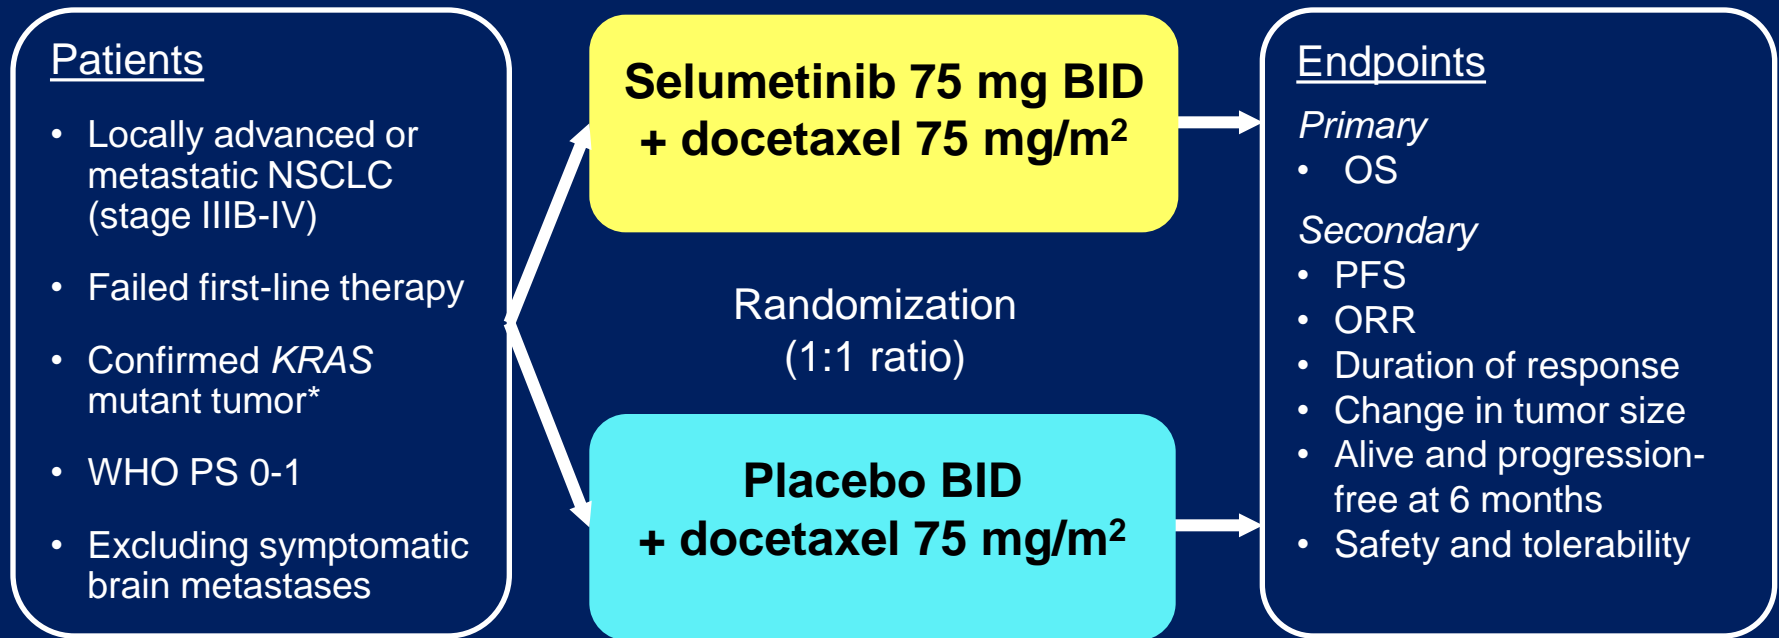 Patients
• Locally advanced or
metastatic NSCLC
(stage IIIB-IV)
• Failed first-line therapy
• Confirmed KRAS
mutant tumor*
• WHO PS 0-1
• Excluding symptomatic
brain metastases
Selumetinib 75 mg BID
+ docetaxel 75 mg/m²
Randomization
(1:1 ratio)
Placebo BID
+ docetaxel 75 mg/m²
Endpoints
Primary
• OS
Secondary
• PFS
• ORR
• Duration of response
• Change in tumor size
• Alive and progression-
free at 6 months
• Safety and tolerability